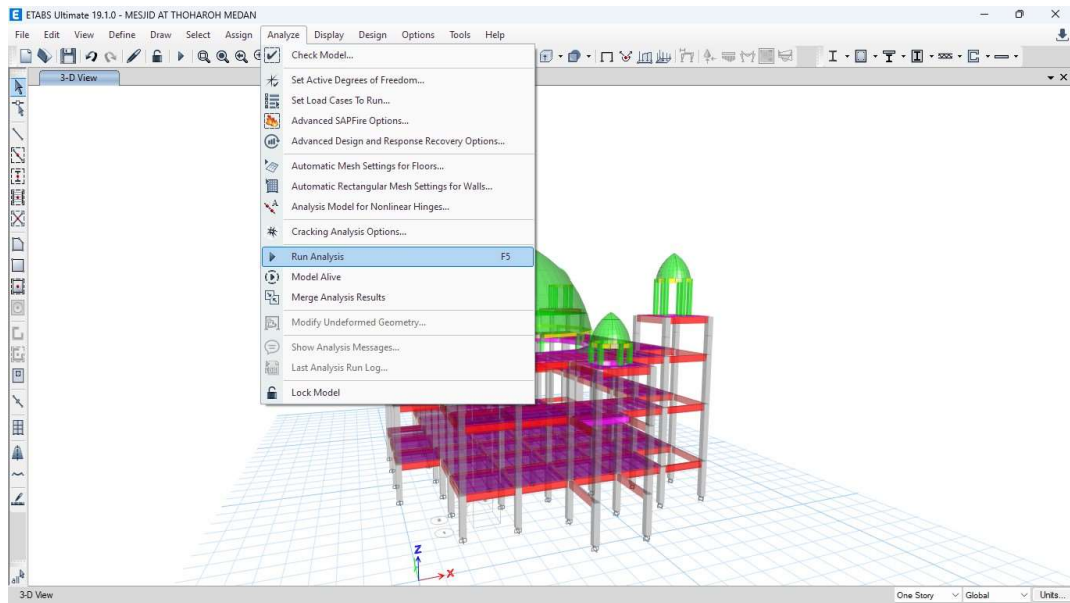 ETABS Ultimate 19.1.0 - MESJID AT THOHAROH MEDAN
File Edit View Define Draw Select Assign Analyze Display Design Options Tools Help
3-D View
Check Model...
Set Active Degrees of Freedom...
Set Load Cases To Run...
Advanced SAPFire Options...
Advanced Design and Response Recovery Options...
Automatic Mesh Settings for Floors...
Automatic Rectangular Mesh Settings for Walls...
Analysis Model for Nonlinear Hinges...
Cracking Analysis Options...
Run Analysis F5
Model Alive
Merge Analysis Results
Modify Undeformed Geometry...
Show Analysis Messages...
Last Analysis Run Log...
Lock Model
Z
X
all
3-D View One Story Global Units...